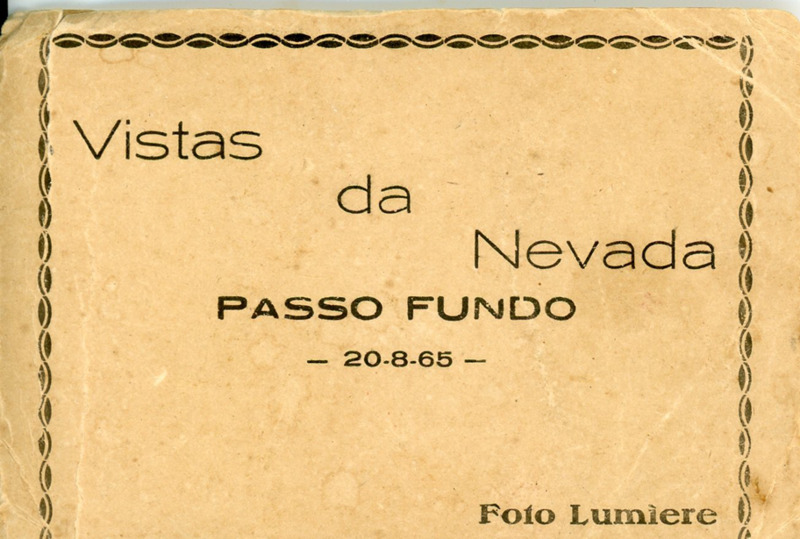 Vistas
da
Nevada
PASSO FUNDO
— 20-8-65 —
Foto Lumiere